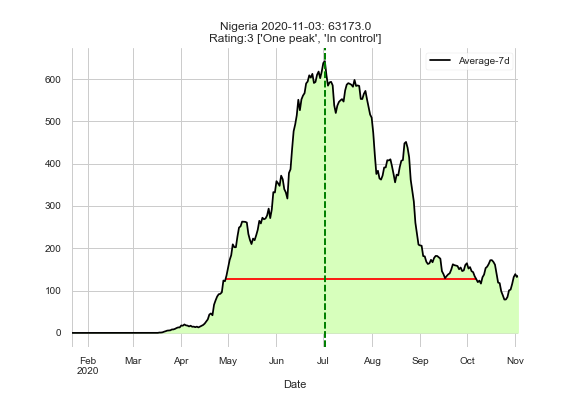 Nigeria 2020-11-03: 63173.0
Rating:3 ['One peak', 'In control']
Average-7d
600
500
400
300
200
100
0
Feb Mar Apr May Jun Jul Aug Sep Oct Nov
2020
Date